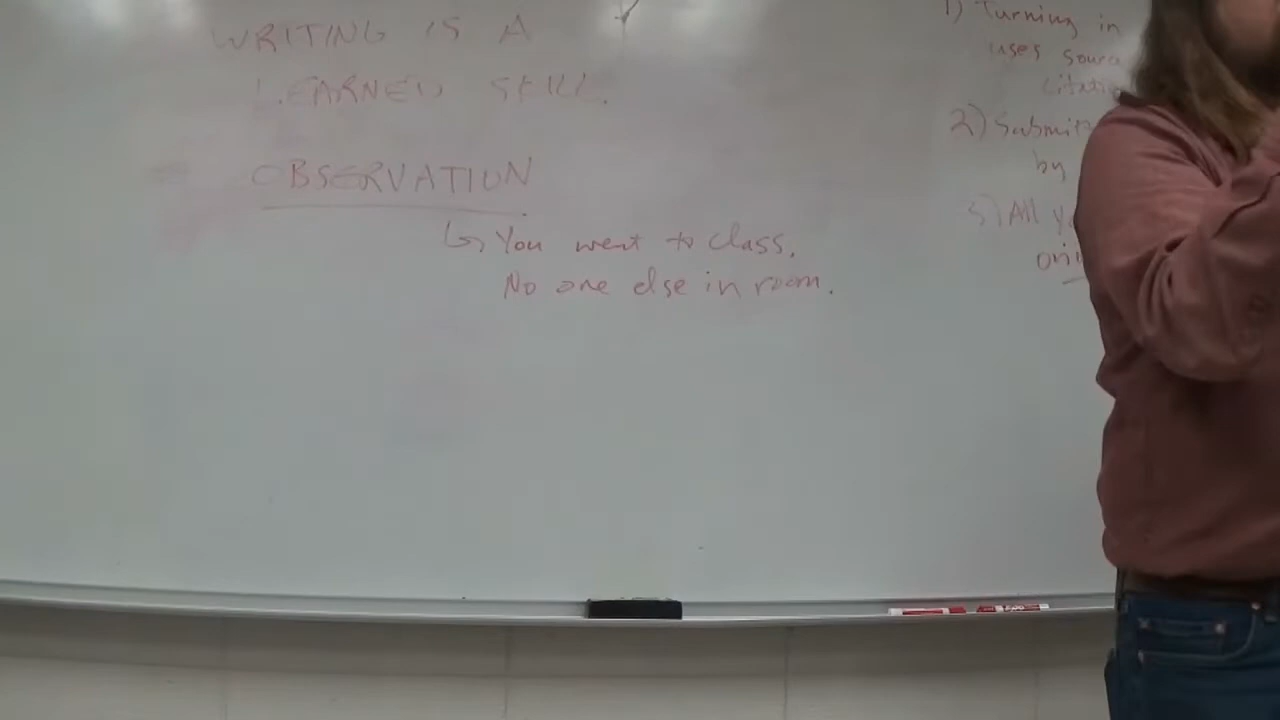 WRITING IS A
LEARNED SKILL.
OBSERVATION
↳ You went to class.
No one else in room.
1) Turning in
uses
2) Submit
by
3) All